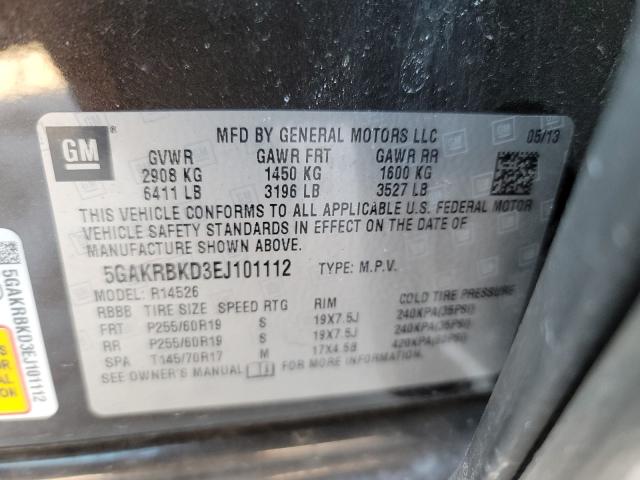 GM®
MFD BY GENERAL MOTORS LLC 05/13
GVWR GAWR FRT GAWR RR
2908 KG 1450 KG 1600 KG
6411 LB 3196 LB 3527 LB
THIS VEHICLE CONFORMS TO ALL APPLICABLE U.S. FEDERAL MOTOR
VEHICLE SAFETY STANDARDS IN EFFECT ON THE DATE OF
MANUFACTURE SHOWN ABOVE.
5GAKRBKD3EJ101112 TYPE: M.P.V.
MODEL: R14526
RBBB TIRE SIZE SPEED RTG RIM COLD TIRE PRESSURE
FRT P255/60R19 S 19X7.5J 240KPA(35PSI)
RR P255/60R19 S 19X7.5J 240KPA(35PSI)
SPA T145/70R17 M 17X4.5B 420KPA(60PSI)
SEE OWNER'S MANUAL
5GAKRBKD3EJ101112